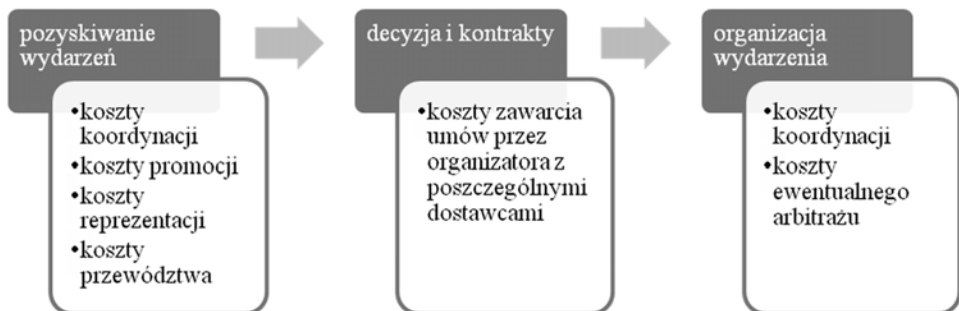 pozyskiwanie
wydarzeń
•koszty
koordynacji
•koszty promocji
•koszty
reprezentacji
•koszty
przewództwa
decyzja i kontrakty
•koszty zawarcia
umów przez
organizatora z
poszczególnymi
dostawcami
organizacja
wydarzenia
•koszty
koordynacji
•koszty
ewentualnego
arbitrażu